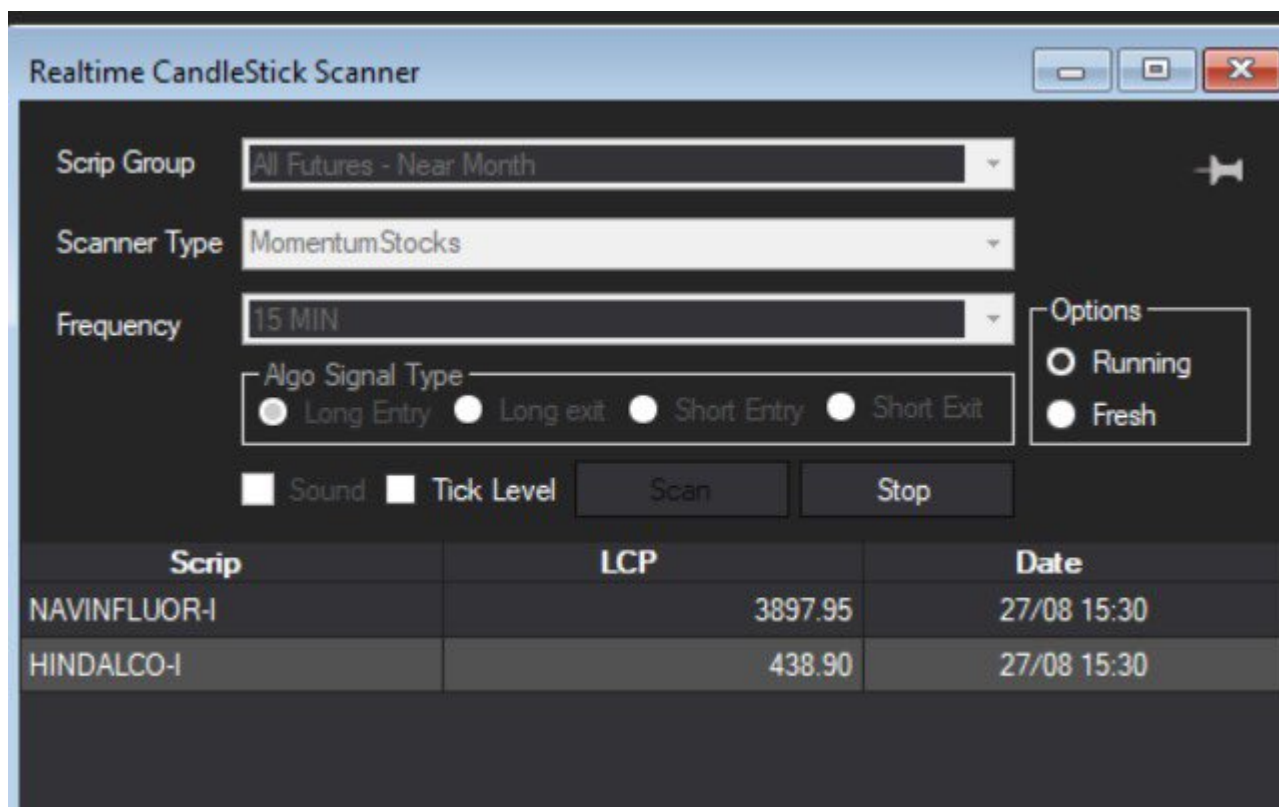 Realtime CandleStick Scanner
Scrip Group All Futures - Near Month
Scanner Type MomentumStocks
Frequency 15 MIN
Options
Running
Fresh
Algo Signal Type
Long Entry Long exit Short Entry Short Exit
Sound Tick Level Scan Stop
Scrip LCP Date
NAVINFLUOR-I 3897.95 27/08 15:30
HINDALCO-I 438.90 27/08 15:30